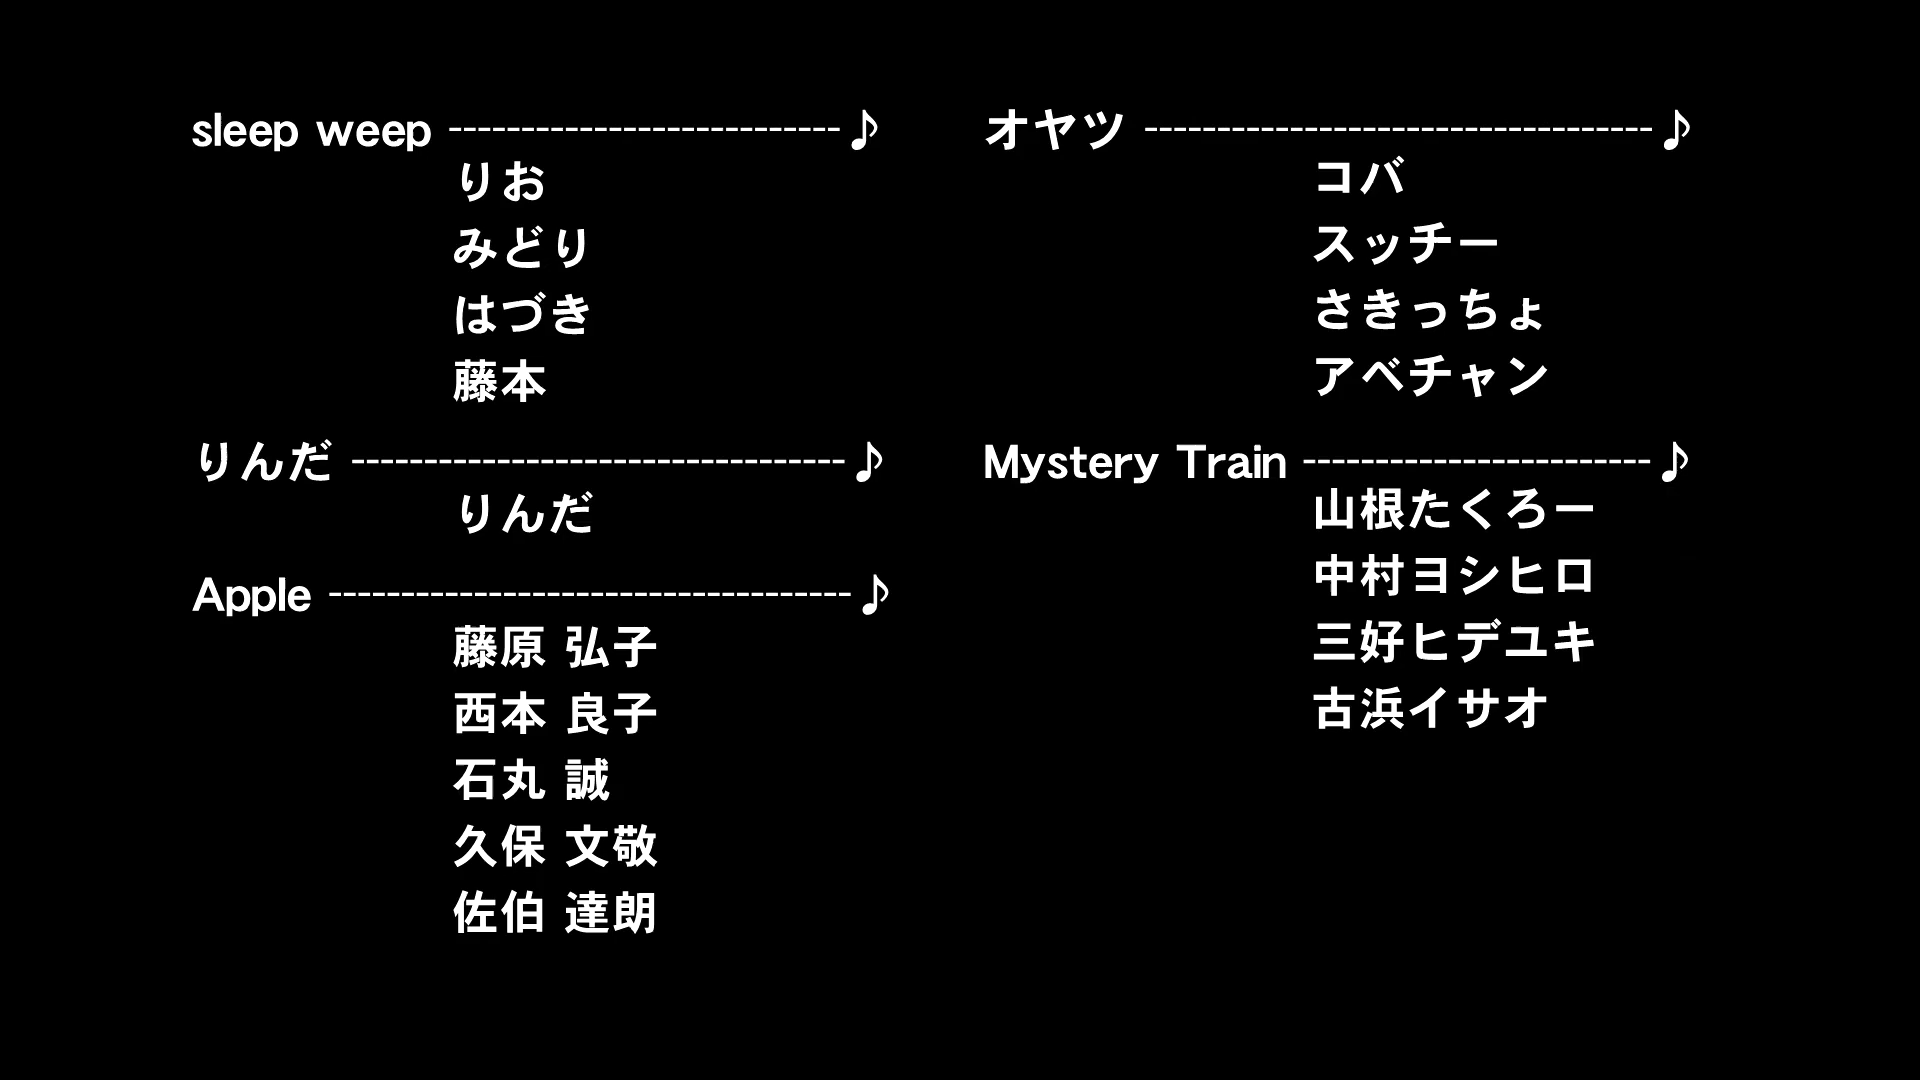 sleep weep ---------------------------♪
りお
みどり
はづき
藤本
りんだ ----------------------------------♪
りんだ
Apple ------------------------------------♪
藤原 弘子
西本 良子
石丸 誠
久保 文敬
佐伯 達朗
オヤツ -----------------------------------♪
コバ
スッチー
さきっちょ
アベチャン
Mystery Train ------------------------♪
山根たくろー
中村ヨシヒロ
三好ヒデユキ
古浜イサオ